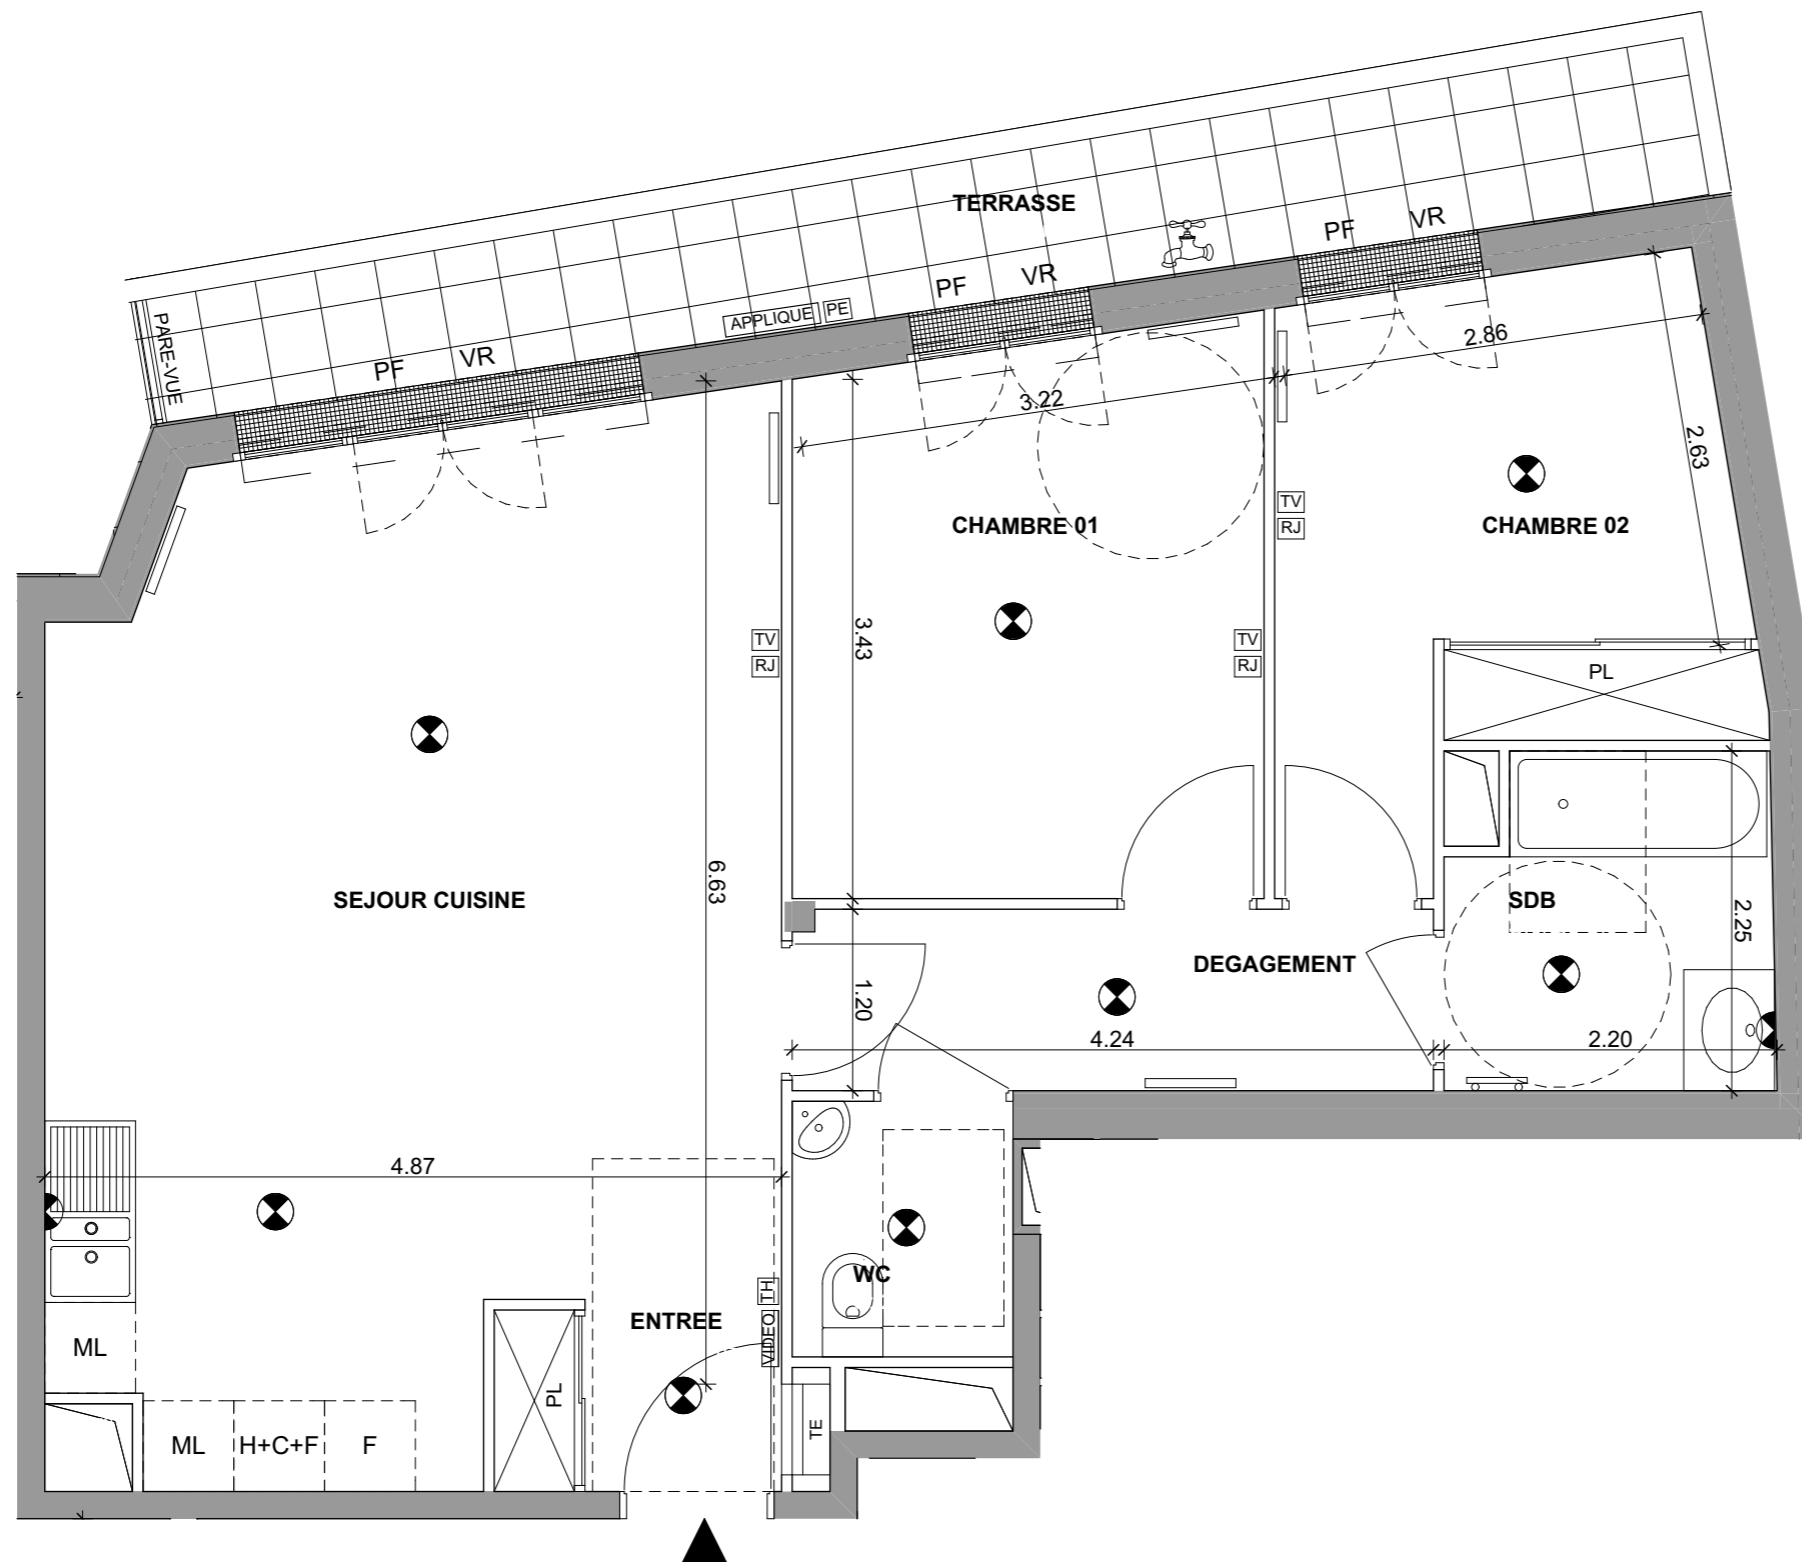 TERRASSE
PF VR
PF VR
APPLIQUE PE
PARE-VUE
PF VR
2.86
3.22
2.63
TV
RJ
CHAMBRE 01
CHAMBRE 02
3.43
TV
RJ
TV
RJ
PL
6.63
SEJOUR CUISINE
SDB
2.25
DEGAGEMENT
1.20
4.24
2.20
4.87
WC
TH
VIDEO
ENTREE
ML
PL
TE
ML
H+C+F
F